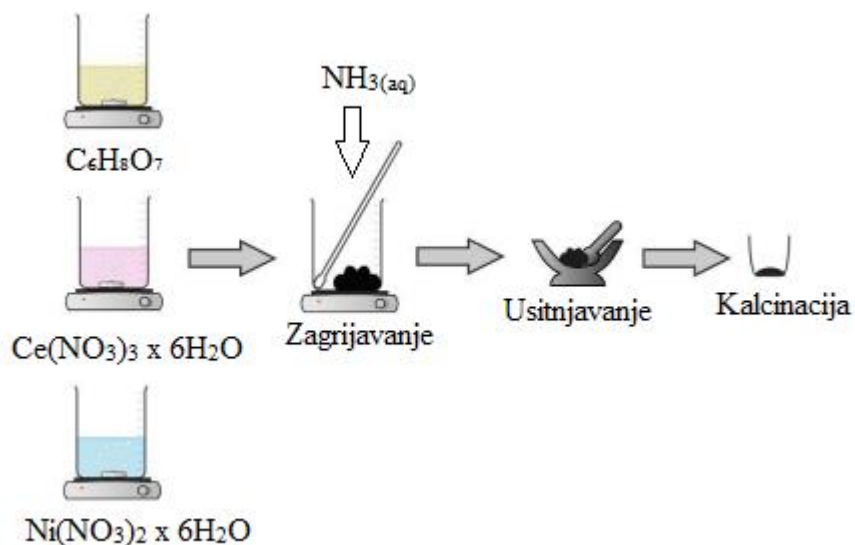 C₆H₈O₇
Ce(NO₃)₃ x 6H₂O
Ni(NO₃)₂ x 6H₂O
NH₃(aq)
Zagrijavanje
Usitnjavanje
Kalcinacija